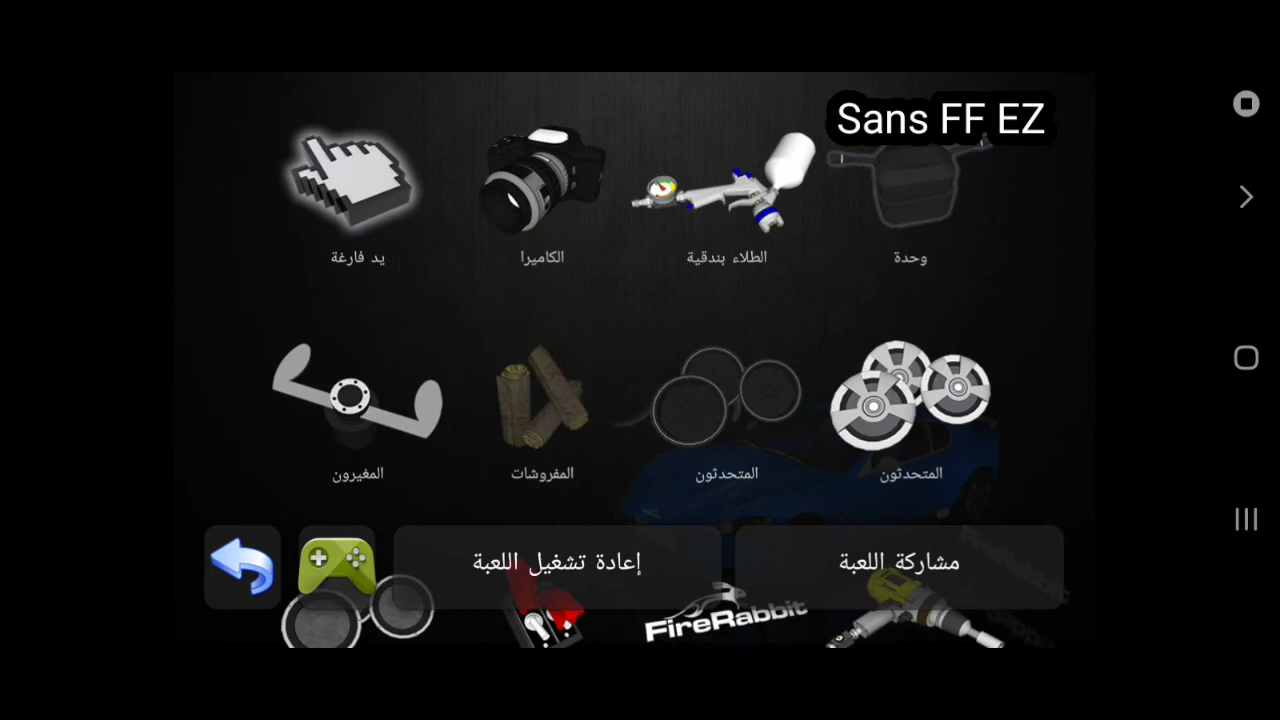 Sans FF EZ
يد فارغة
الكاميرا
الطلاء بندقية
وحدة
المغيرون
المفروشات
المتحدثون
المتحدثون
إعادة تشغيل اللعبة
مشاركة اللعبة
FireRabbit